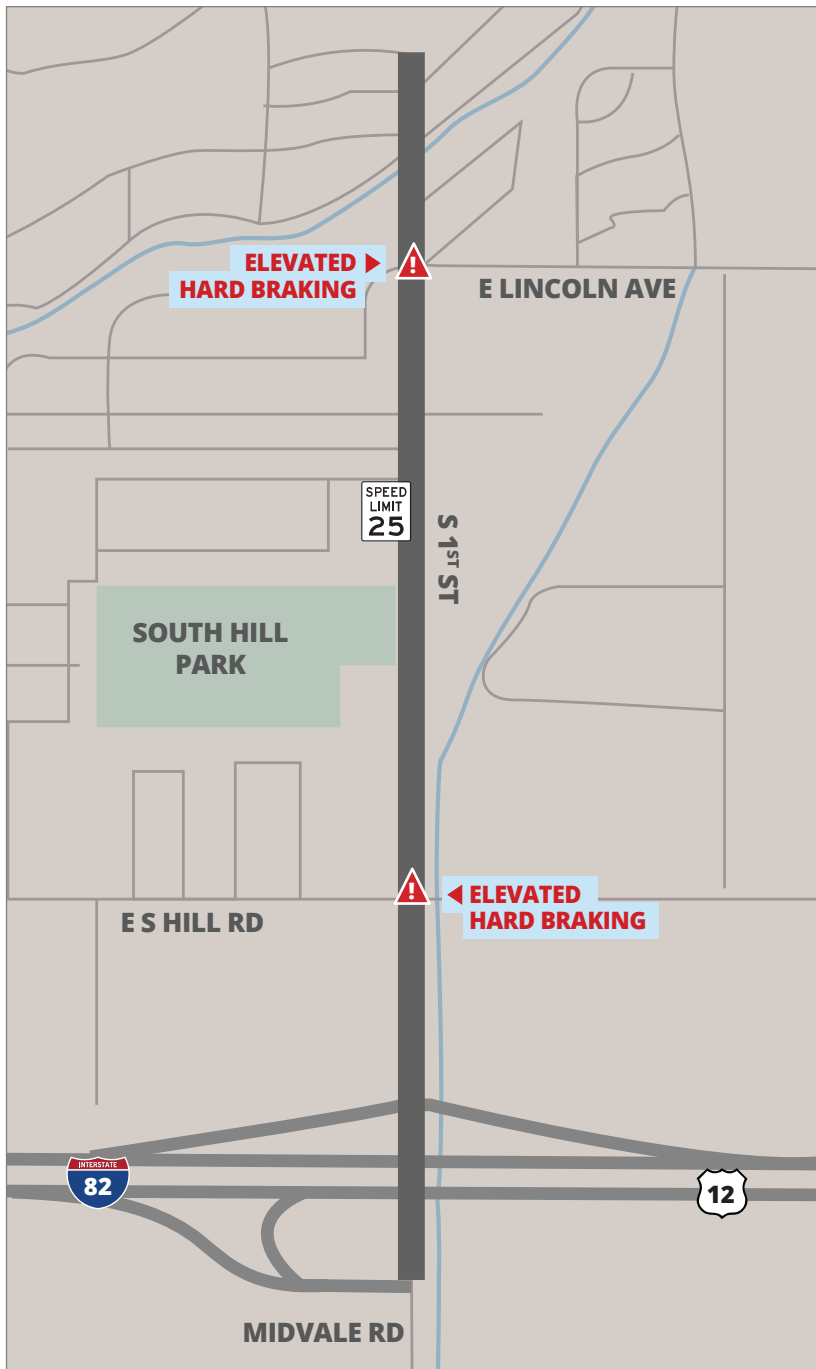 ELEVATED
HARD BRAKING
E LINCOLN AVE
SPEED
LIMIT
25
S 1ST ST
SOUTH HILL
PARK
ELEVATED
HARD BRAKING
E S HILL RD
INTERSTATE
82
12
MIDVALE RD